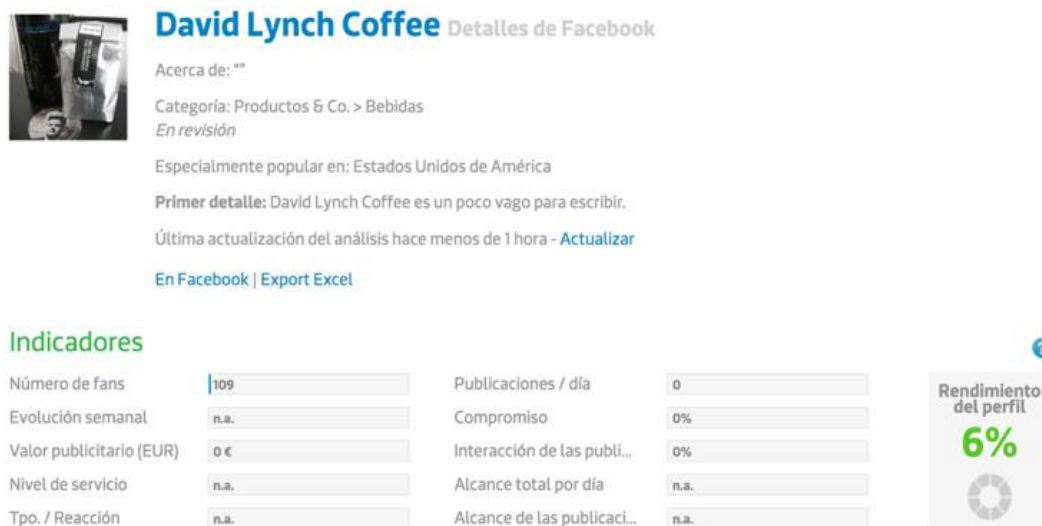 David Lynch Coffee Detalles de Facebook
Acerca de: “”
Categoría: Productos & Co. > Bebidas
En revisión
Especialmente popular en: Estados Unidos de América
Primer detalle: David Lynch Coffee es un poco vago para escribir.
Última actualización del análisis hace menos de 1 hora - Actualizar
En Facebook | Export Excel
Indicadores
Número de fans 109 Publicaciones / día 0
Evolución semanal n.a. Compromiso 0%
Valor publicitario (EUR) 0 € Interacción de las publi... 0%
Nivel de servicio n.a. Alcance total por día n.a.
Tpo. / Reacción n.a. Alcance de las publicaci... n.a.
Rendimiento
del perfil
6%